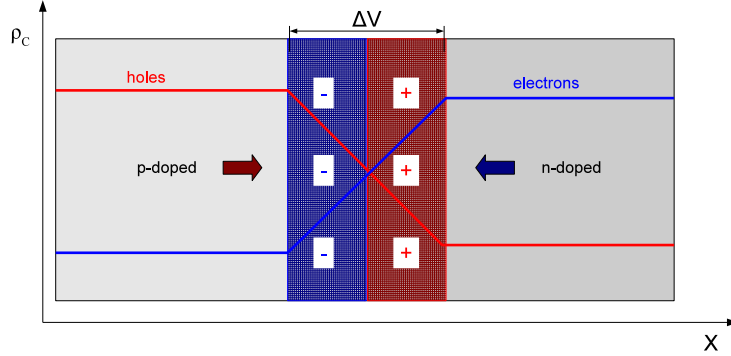 ΔV
ρC
holes
electrons
- +
p-doped - + n-doped
- +
X